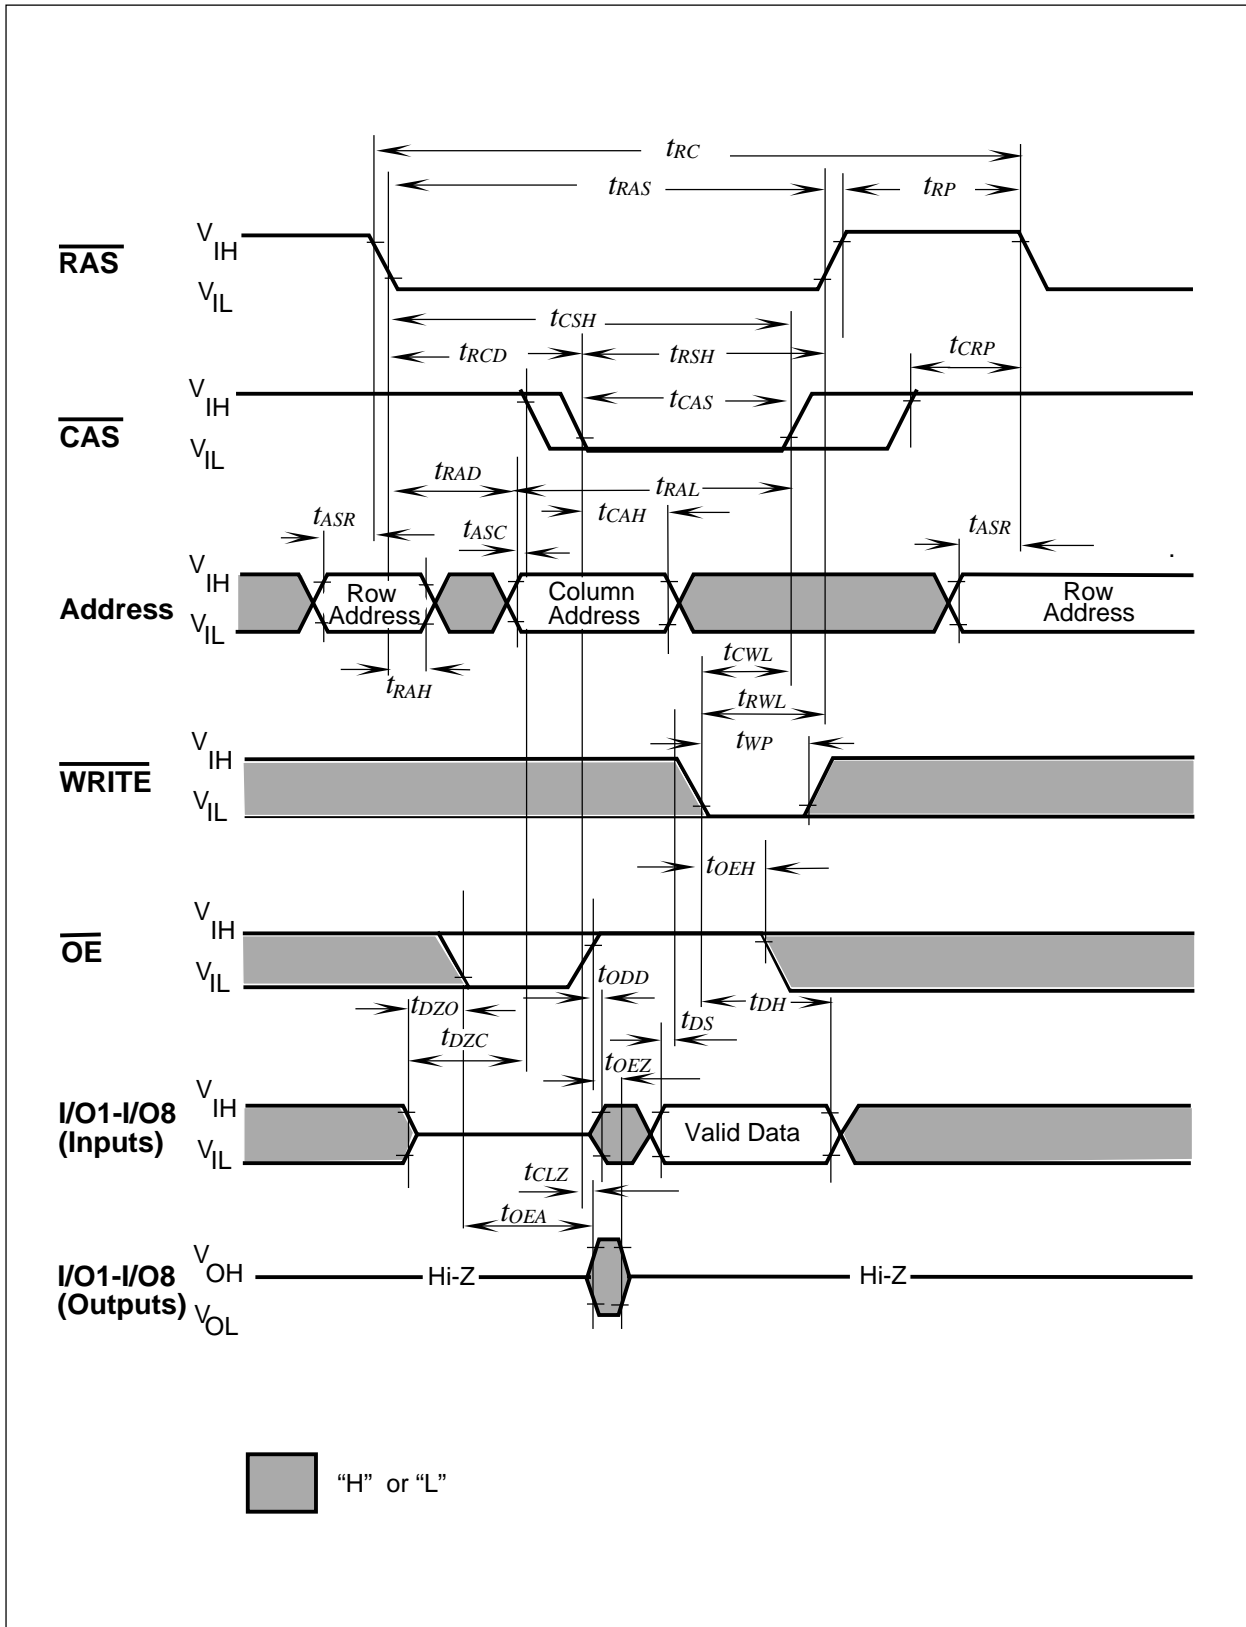 tRC
tRAS
tRP
RAS
VIH
VIL
tCSH
tRCD
tRSH
tCRP
tCAS
CAS
VIH
VIL
tRAD
tRAL
tASR
tASC
tCAH
tASR
Address
VIH
VIL
Row
Address
Column
Address
Row
Address
tRAH
tCWL
tRWL
tWP
WRITE
VIH
VIL
tOEH
OE
VIH
VIL
tODD
tDZO
tDH
tDS
tDZC
tOEZ
I/O1-I/O8
(Inputs)
VIH
VIL
Valid Data
tCLZ
tOEA
I/O1-I/O8
(Outputs)
VOH
VOL
Hi-Z
Hi-Z
“H” or “L”